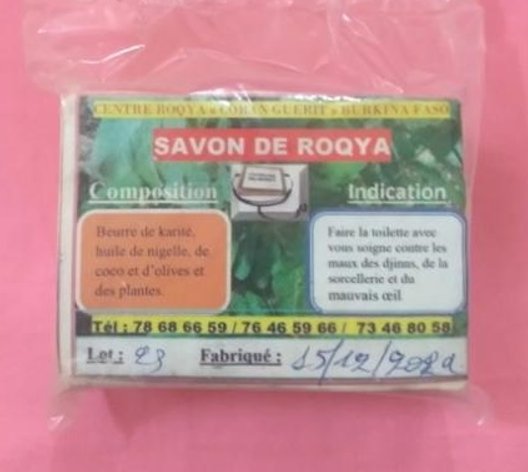 CENTRE ROQYA « CORAN GUERIT » BURKINA FASO
SAVON DE ROQYA
Composition
Beurre de karité,
huile de nigelle, de
coco et d'olives et
des plantes.
Indication
Faire la toilette avec
vous soigne contre les
maux des djinns, de la
sorcellerie et du
mauvais œil
Tél : 78 68 66 59 / 76 46 59 66 / 73 46 80 58
Lot : 23
Fabriqué : 15/12/202